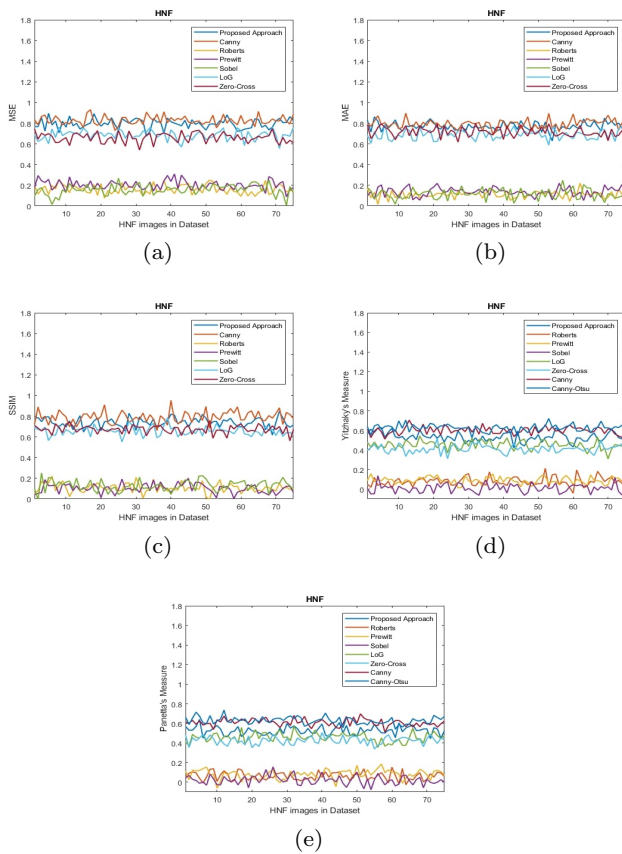 HNF
1.8
1.6
1.4
1.2
1
0.8
0.6
0.4
0.2
0
MSE
Proposed Approach
Canny
Roberts
Prewitt
Sobel
LoG
Zero-Cross
10 20 30 40 50 60 70
HNF images in Dataset
(a)
HNF
1.8
1.6
1.4
1.2
1
0.8
0.6
0.4
0.2
0
MAE
Proposed Approach
Canny
Roberts
Prewitt
Sobel
LoG
Zero-Cross
10 20 30 40 50 60 70
HNF images in Dataset
(b)
HNF
1.8
1.6
1.4
1.2
1
0.8
0.6
0.4
0.2
0
SSIM
Proposed Approach
Canny
Roberts
Prewitt
Sobel
LoG
Zero-Cross
10 20 30 40 50 60 70
HNF images in Dataset
(c)
HNF
1.8
1.6
1.4
1.2
1
0.8
0.6
0.4
0.2
0
Yitzhaky's Measure
Proposed Approach
Roberts
Prewitt
Sobel
LoG
Zero-Cross
Canny
Canny-Otsu
10 20 30 40 50 60 70
HNF images in Dataset
(d)
HNF
1.8
1.6
1.4
1.2
1
0.8
0.6
0.4
0.2
0
Panetta's Measure
Proposed Approach
Roberts
Prewitt
Sobel
LoG
Zero-Cross
Canny
Canny-Otsu
10 20 30 40 50 60 70
HNF images in Dataset
(e)